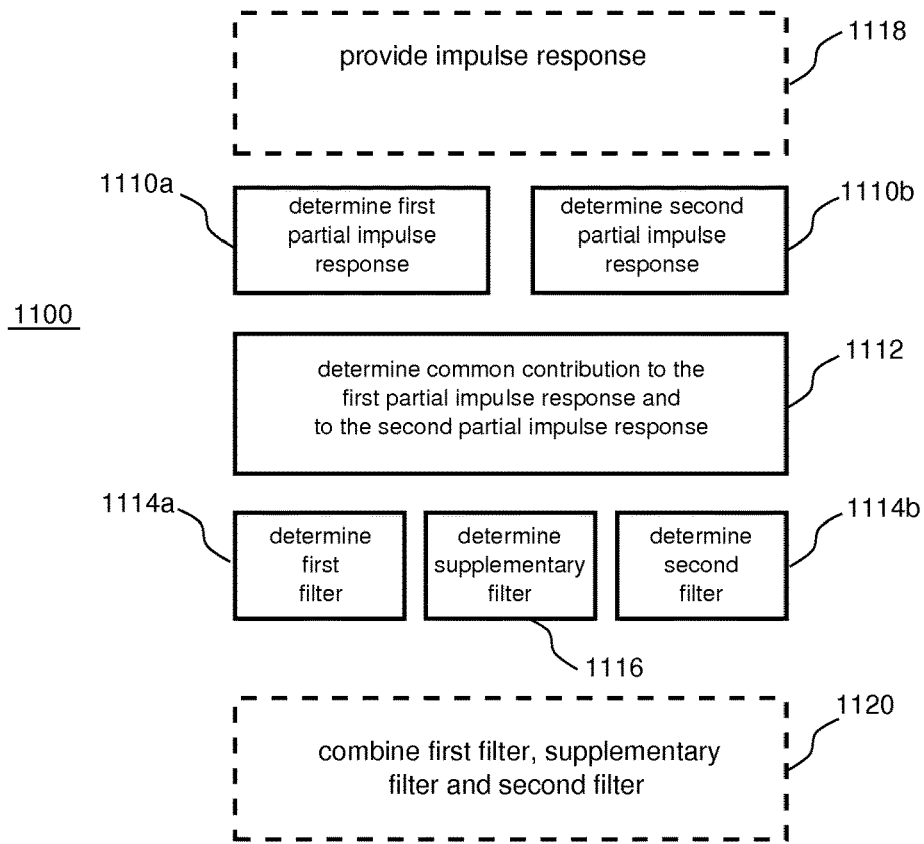 provide impulse response
1118
1110a
determine first
partial impulse
response
determine second
partial impulse
response
1110b
1100
determine common contribution to the
first partial impulse response and
to the second partial impulse response
1112
1114a
determine
first
filter
determine
supplementary
filter
determine
second
filter
1114b
1116
combine first filter, supplementary
filter and second filter
1120